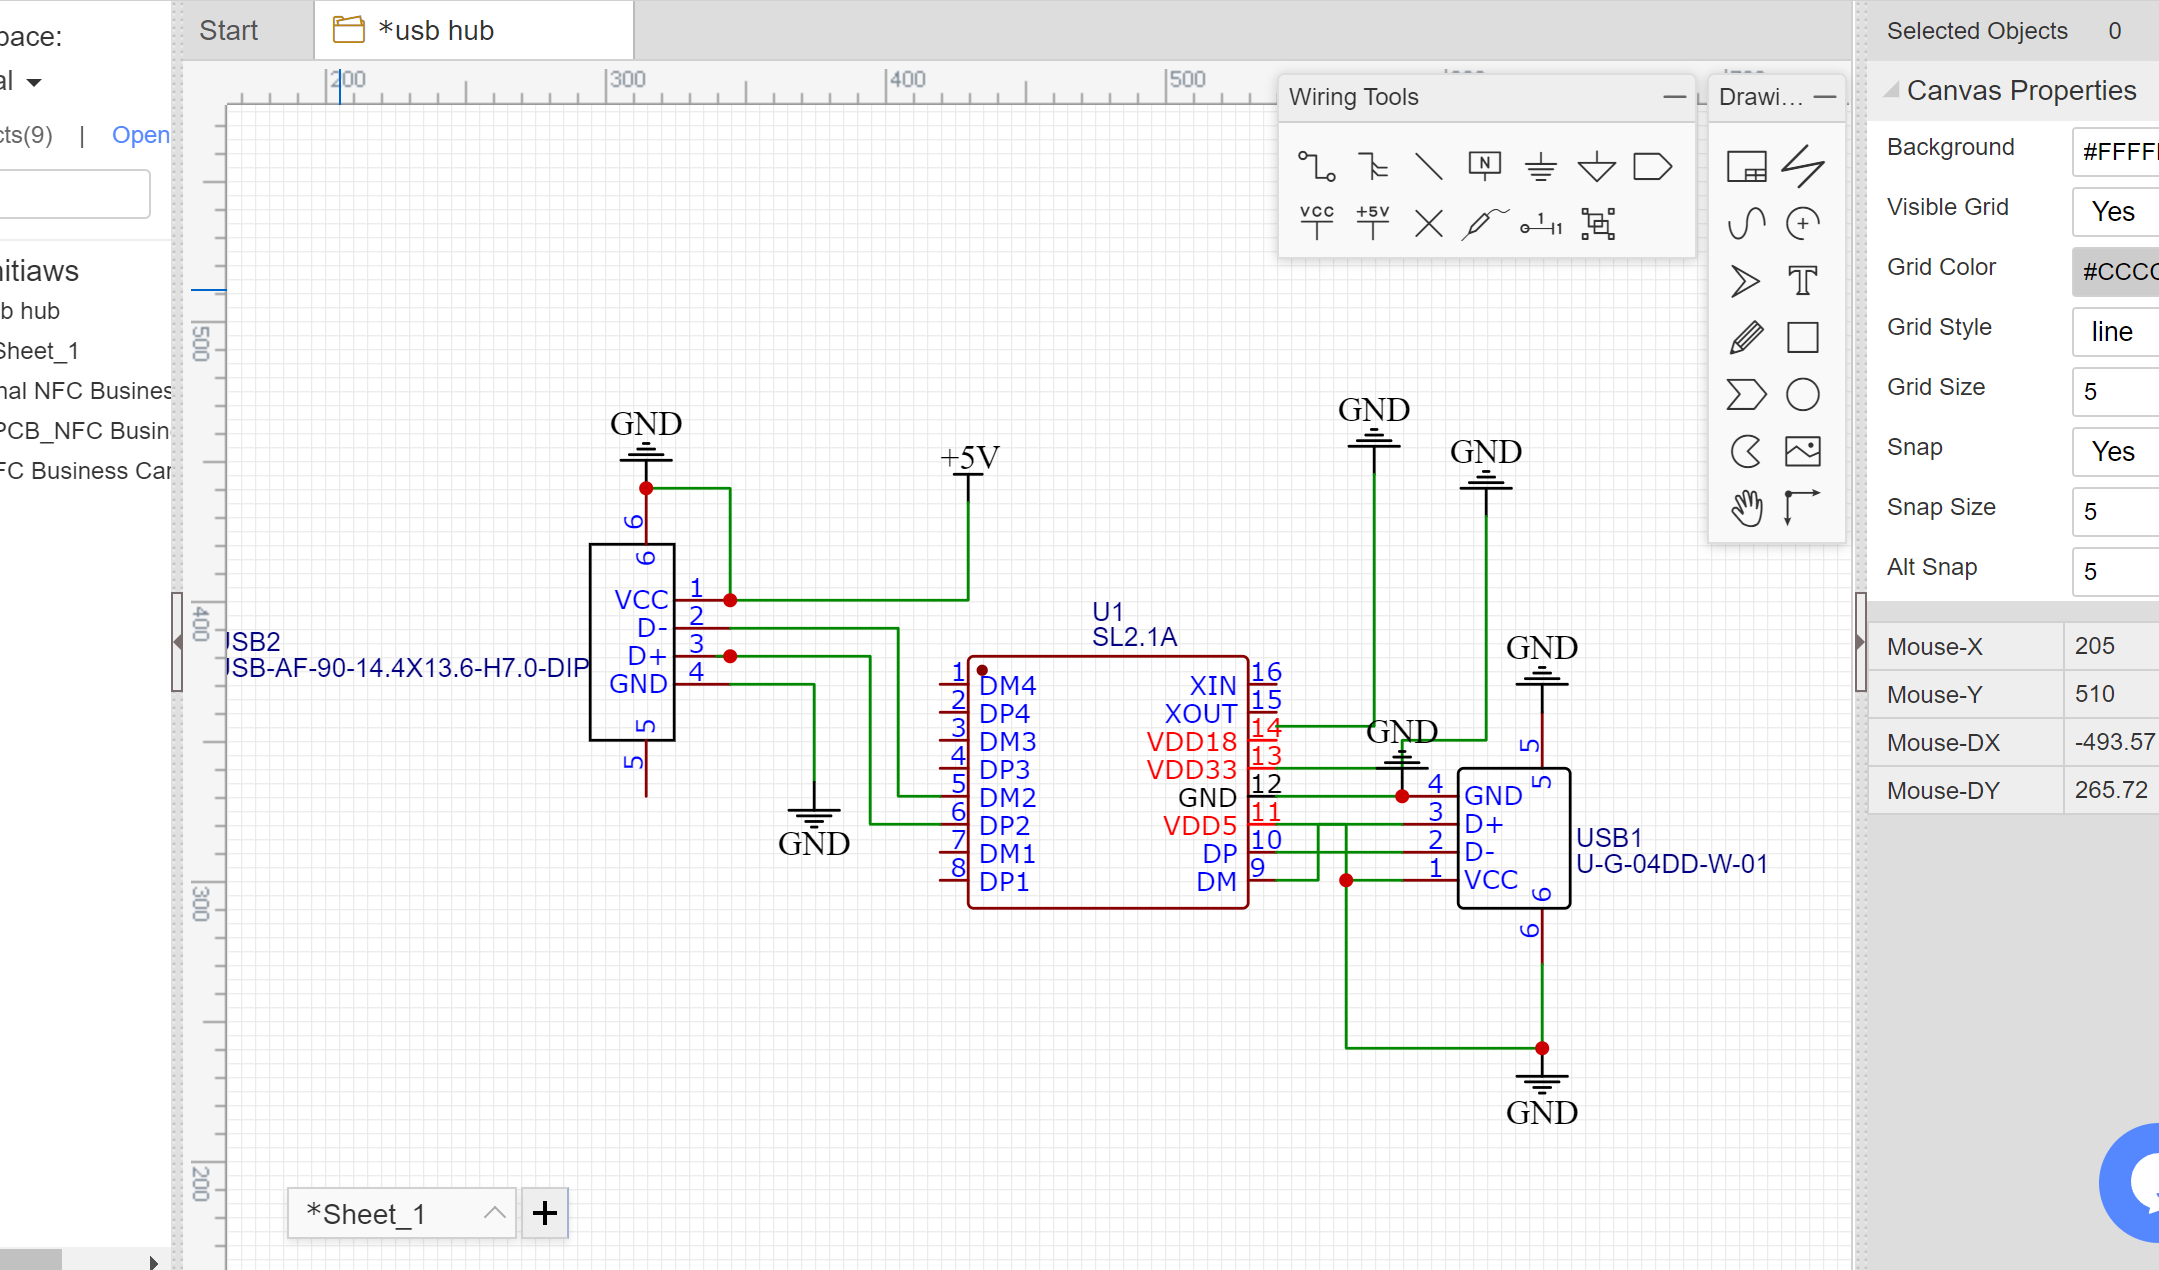 pace:
al
cts(9) | Open
nitiaws
b hub
Sheet_1
nal NFC Busines
PCB_NFC Busin
FC Business Car
Start
*usb hub
200
300
400
500
500
400
300
200
Wiring Tools
N
VCC
+5V
1
1
Drawi...
T
GND
6
6
VCC 1
D- 2
D+ 3
GND 4
5
5
USB2
USB-AF-90-14.4X13.6-H7.0-DIP
+5V
GND
U1
SL2.1A
1 DM4
2 DP4
3 DM3
4 DP3
5 DM2
6 DP2
7 DM1
8 DP1
XIN 16
XOUT 15
VDD18 14
VDD33 13
GND 12
VDD5 11
DP 10
DM 9
GND
GND
GND
GND
5
5
4 GND
3 D+
2 D-
1 VCC
6
6
USB1
U-G-04DD-W-01
GND
*Sheet_1
+
Selected Objects 0
Canvas Properties
Background #FFFF
Visible Grid Yes
Grid Color #CCCC
Grid Style line
Grid Size 5
Snap Yes
Snap Size 5
Alt Snap 5
Mouse-X 205
Mouse-Y 510
Mouse-DX -493.57
Mouse-DY 265.72